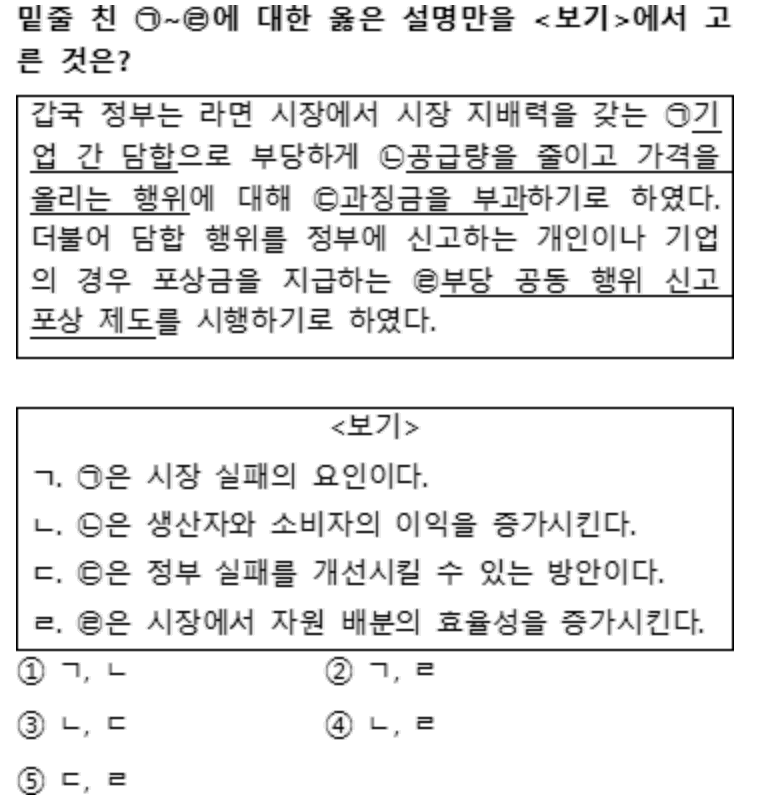 밑줄 친 ㉠~㉣에 대한 옳은 설명만을 <보기>에서 고
른 것은?
갑국 정부는 라면 시장에서 시장 지배력을 갖는 ㉠기
업 간 담합으로 부당하게 ㉡공급량을 줄이고 가격을
올리는 행위에 대해 ㉢과징금을 부과하기로 하였다.
더불어 담합 행위를 정부에 신고하는 개인이나 기업
의 경우 포상금을 지급하는 ㉣부당 공동 행위 신고
포상 제도를 시행하기로 하였다.
<보기>
ㄱ. ㉠은 시장 실패의 요인이다.
ㄴ. ㉡은 생산자와 소비자의 이익을 증가시킨다.
ㄷ. ㉢은 정부 실패를 개선시킬 수 있는 방안이다.
ㄹ. ㉣은 시장에서 자원 배분의 효율성을 증가시킨다.
① ㄱ, ㄴ ② ㄱ, ㄹ
③ ㄴ, ㄷ ④ ㄴ, ㄹ
⑤ ㄷ, ㄹ